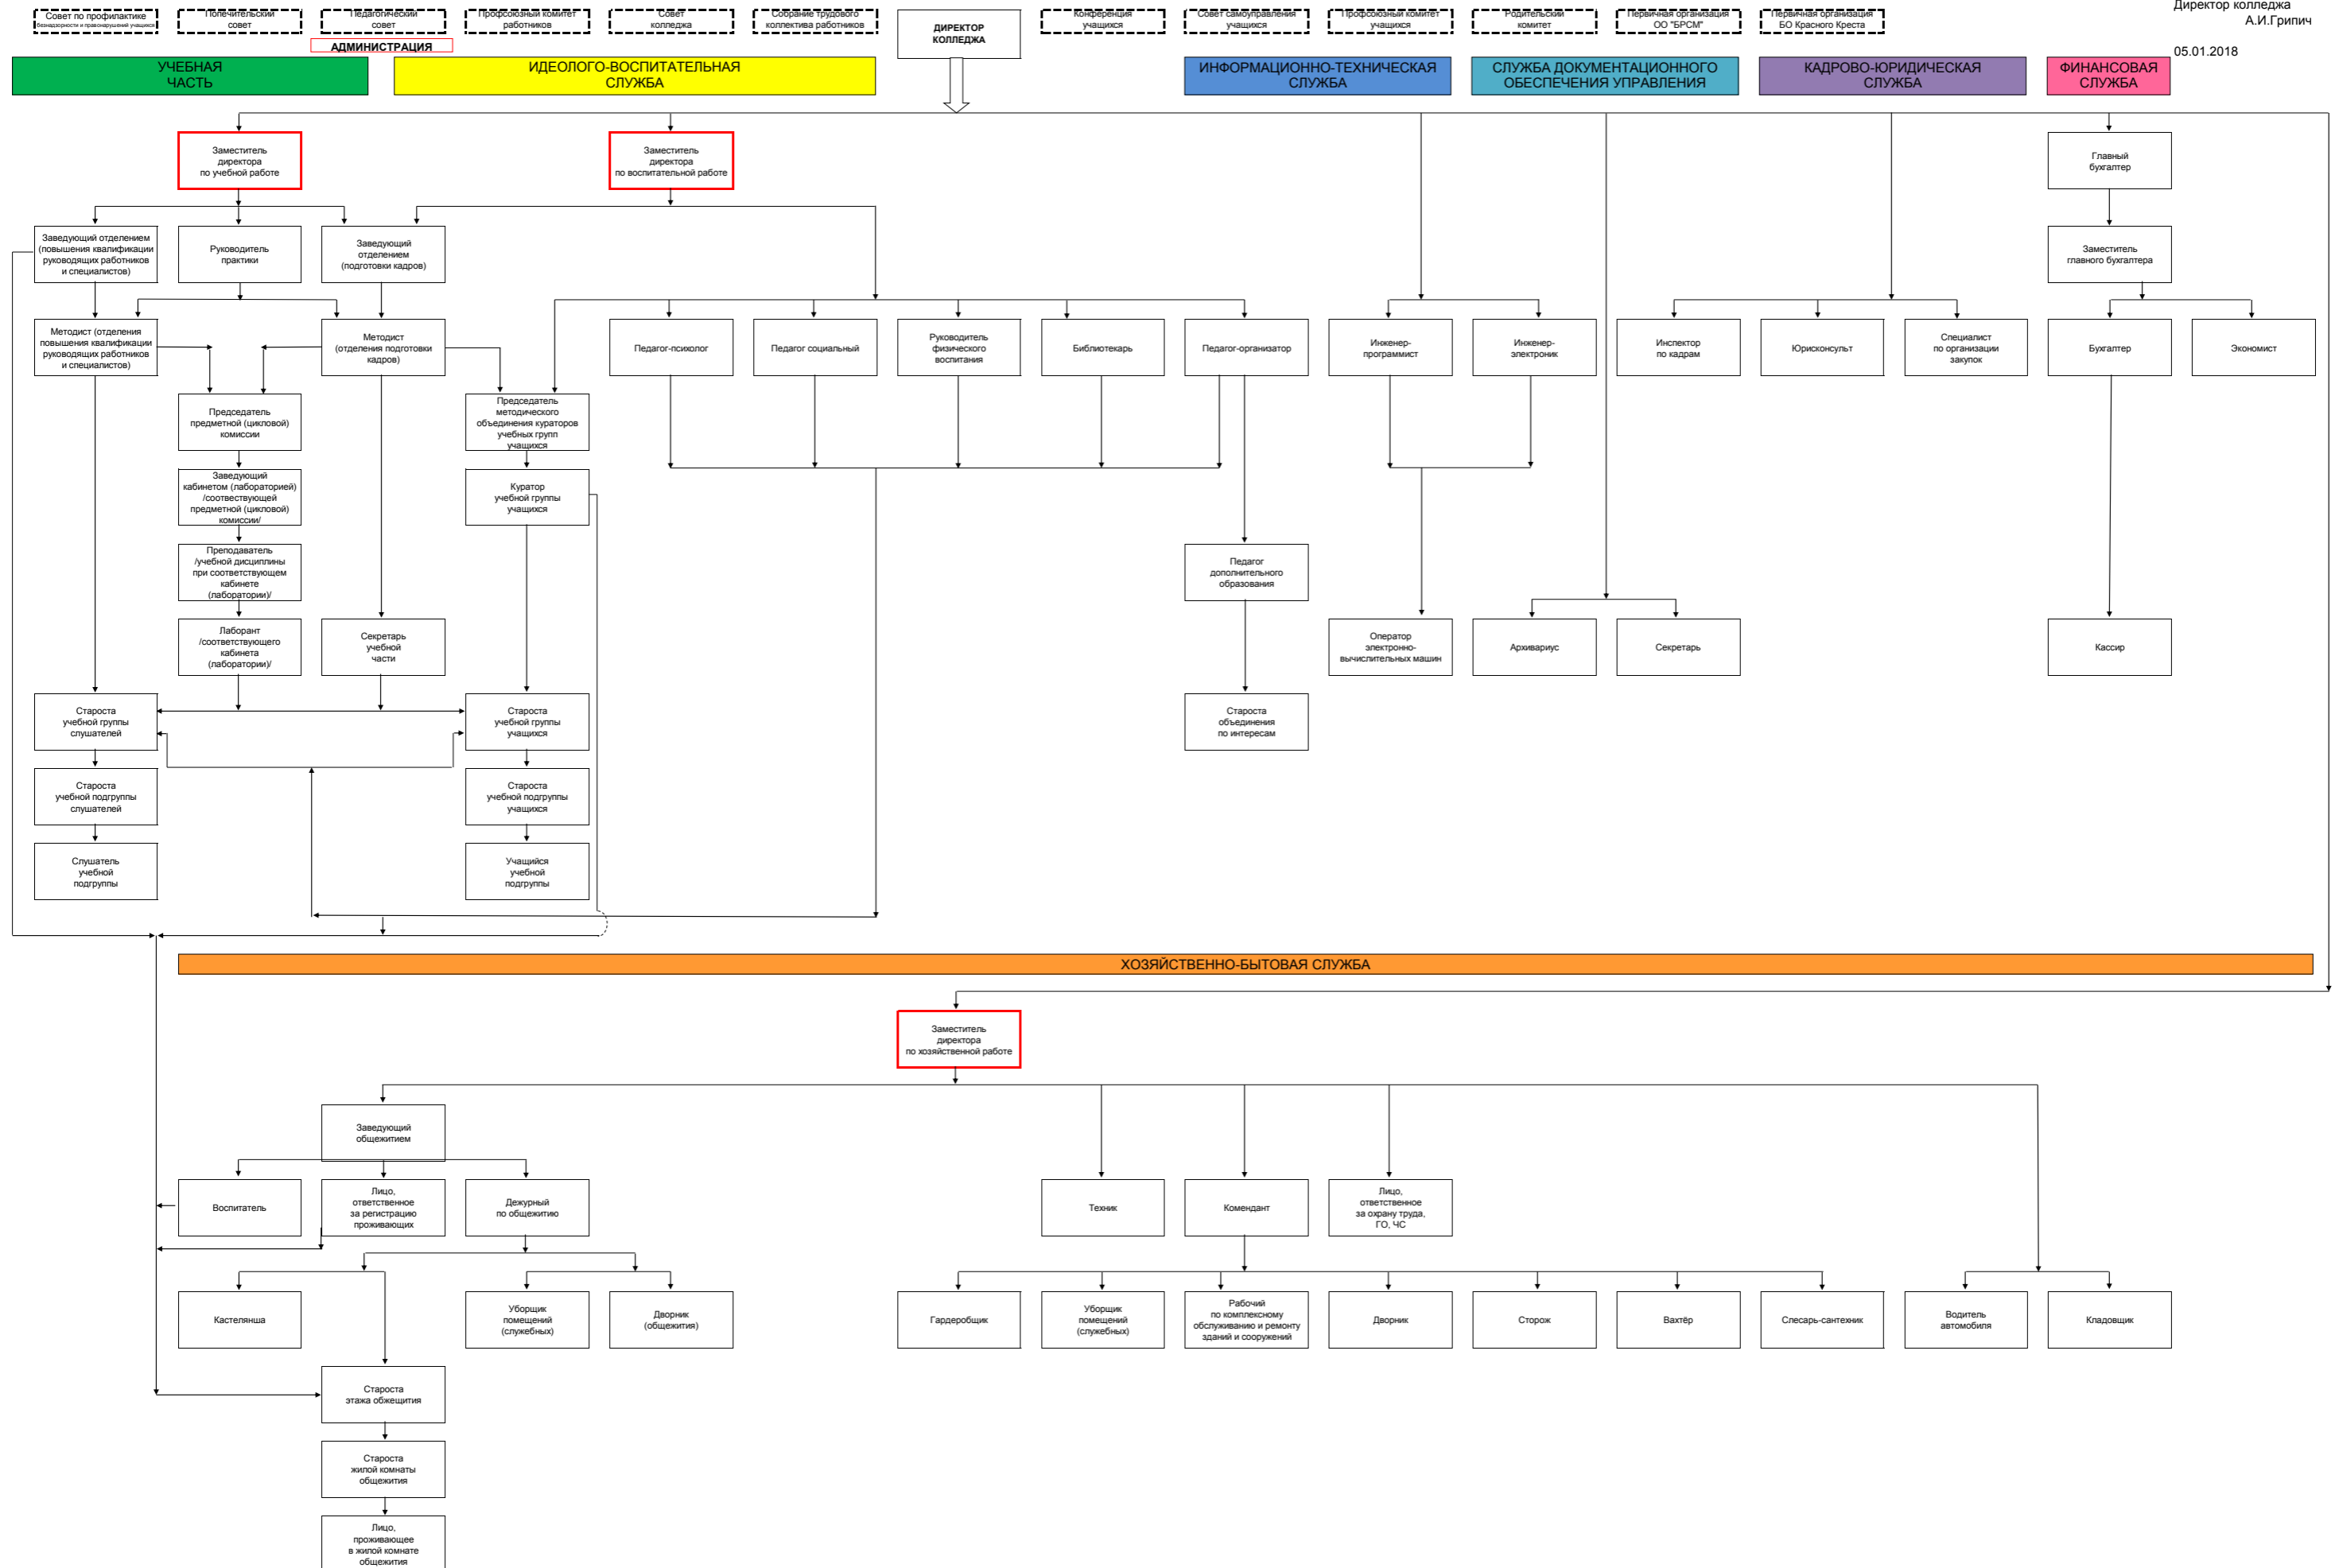 Директор колледжа
А.И.Грипич
05.01.2018
Совет по профилактике
безнадзорности и правонарушений учащихся
Попечительский
совет
Педагогический
совет
Профсоюзный комитет
работников
Совет
колледжа
Собрание трудового
коллектива работников
ДИРЕКТОР
КОЛЛЕДЖА
Конференция
учащихся
Совет самоуправления
учащихся
Профсоюзный комитет
учащихся
Родительский
комитет
Первичная организация
ОО "БРСМ"
Первичная организация
БО Красного Креста
АДМИНИСТРАЦИЯ
УЧЕБНАЯ
ЧАСТЬ
ИДЕОЛОГО-ВОСПИТАТЕЛЬНАЯ
СЛУЖБА
ИНФОРМАЦИОННО-ТЕХНИЧЕСКАЯ
СЛУЖБА
СЛУЖБА ДОКУМЕНТАЦИОННОГО
ОБЕСПЕЧЕНИЯ УПРАВЛЕНИЯ
КАДРОВО-ЮРИДИЧЕСКАЯ
СЛУЖБА
ФИНАНСОВАЯ
СЛУЖБА
Заместитель
директора
по учебной работе
Заместитель
директора
по воспитательной работе
Главный
бухгалтер
Заведующий отделением
(повышения квалификации
руководящих работников
и специалистов)
Руководитель
практики
Заведующий
отделением
(подготовки кадров)
Заместитель
главного бухгалтера
Методист (отделения
повышения квалификации
руководящих работников
и специалистов)
Методист
(отделения подготовки
кадров)
Педагог-психолог
Педагог социальный
Руководитель
физического
воспитания
Библиотекарь
Педагог-организатор
Инженер-
программист
Инженер-
электроник
Инспектор
по кадрам
Юрисконсульт
Специалист
по организации
закупок
Бухгалтер
Экономист
Председатель
предметной (цикловой)
комиссии
Председатель
методического
объединения кураторов
учебных групп
учащихся
Заведующий
кабинетом (лабораторией)
/соотвествующей
предметной (цикловой)
комиссии/
Куратор
учебной группы
учащихся
Преподаватель
/учебной дисциплины
при соответствующем
кабинете
(лаборатории)/
Педагог
дополнительного
образования
Лаборант
/соответствующего
кабинета
(лаборатории)/
Секретарь
учебной
части
Оператор
электронно-
вычислительных машин
Архивариус
Секретарь
Кассир
Староста
учебной группы
слушателей
Староста
учебной группы
учащихся
Староста
объединения
по интересам
Староста
учебной подгруппы
слушателей
Староста
учебной подгруппы
учащихся
Слушатель
учебной
подгруппы
Учащийся
учебной
подгруппы
ХОЗЯЙСТВЕННО-БЫТОВАЯ СЛУЖБА
Заместитель
директора
по хозяйственной работе
Заведующий
общежитием
Воспитатель
Лицо,
ответственное
за регистрацию
проживающих
Дежурный
по общежитию
Техник
Комендант
Лицо,
ответственное
за охрану труда,
ГО, ЧС
Кастелянша
Уборщик
помещений
(служебных)
Дворник
(общежития)
Гардеробщик
Уборщик
помещений
(служебных)
Рабочий
по комплексному
обслуживанию и ремонту
зданий и сооружений
Дворник
Сторож
Вахтёр
Слесарь-сантехник
Водитель
автомобиля
Кладовщик
Староста
этажа обжещития
Староста
жилой комнаты
общежития
Лицо,
проживающее
в жилой комнате
общежития